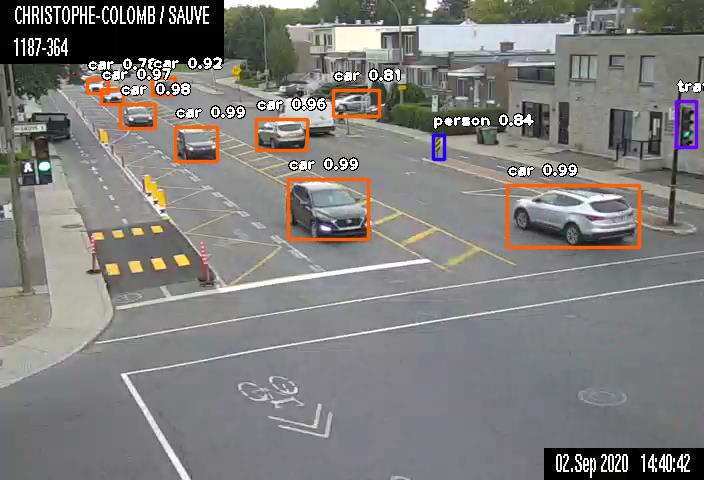 CHRISTOPHE-COLOMB / SAUVE
1187-364
car 0.92
car 0.97
car 0.98
car 0.99
car 0.96
car 0.81
person 0.84
car 0.99
car 0.99
02.Sep 2020 14:40:42